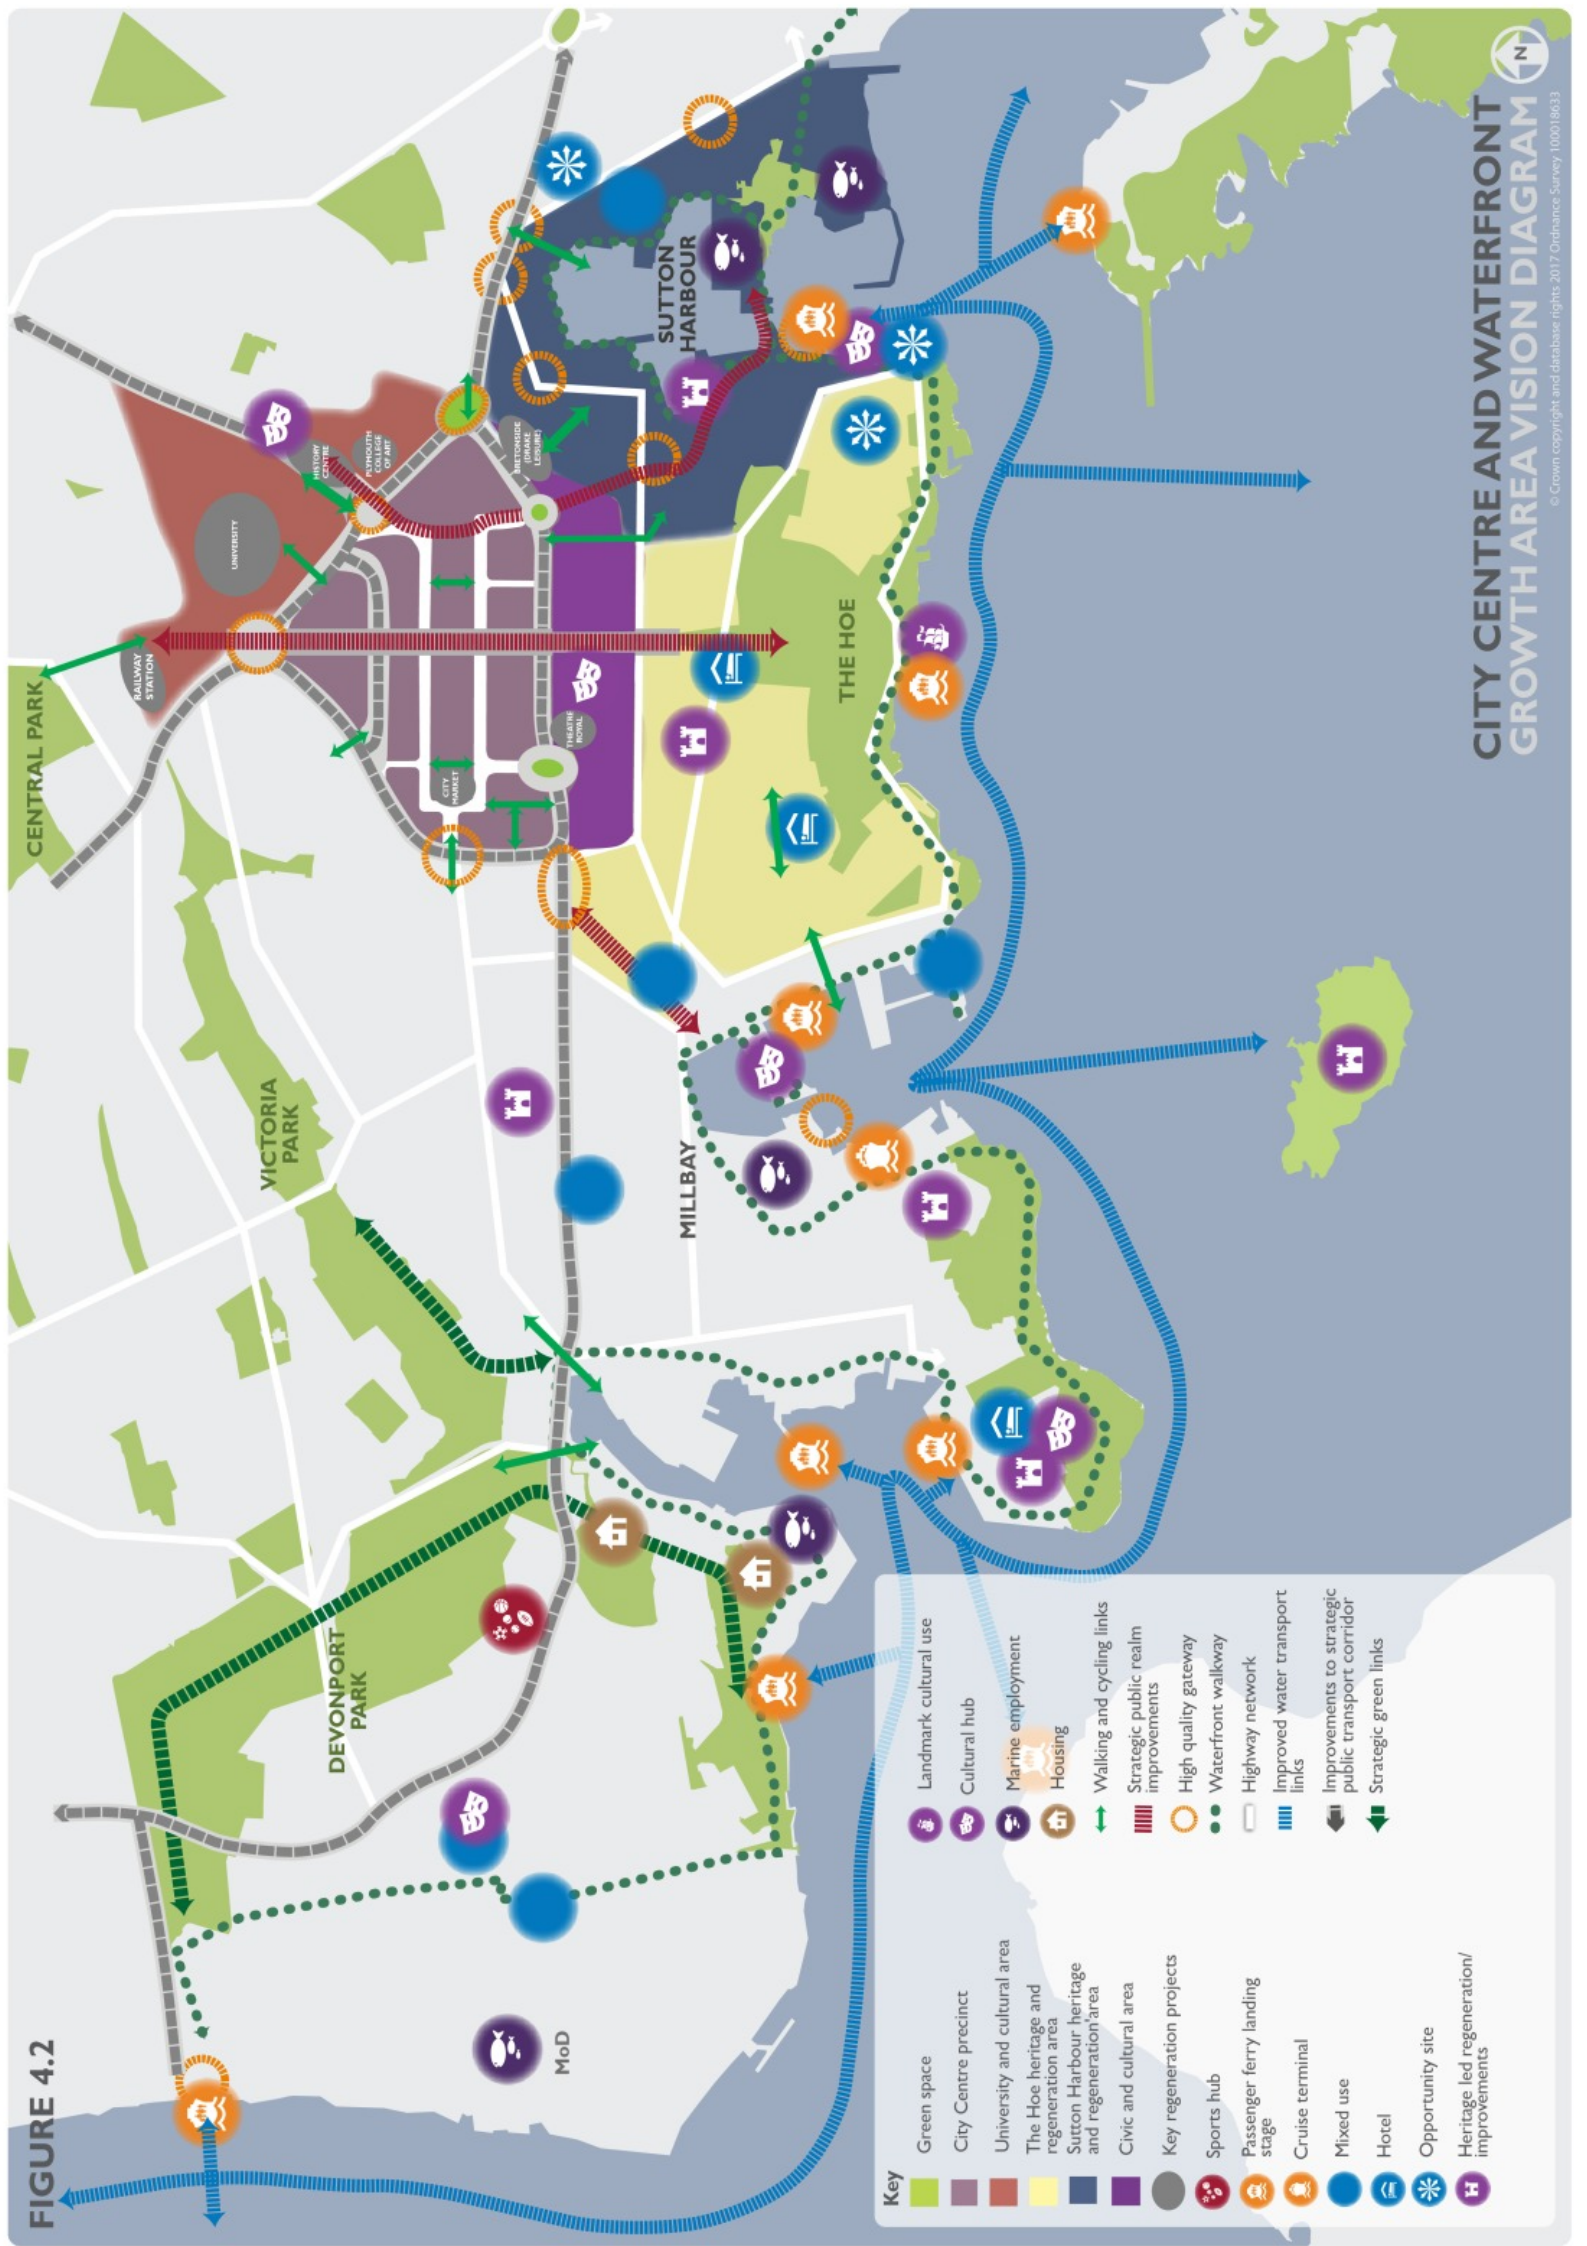 FIGURE 4.2
CENTRAL PARK
VICTORIA
PARK
DEVONPORT
PARK
MoD
RAILWAY
STATION
UNIVERSITY
HISTORY
CENTRE
PLYMOUTH
COLLEGE
OF ART
CITY
MARKET
THEATRE
ROYAL
BRETONSIDE
(DRAKE
LEISURE)
SUTTON
HARBOUR
THE HOE
MILLBAY
Key
Green space
City Centre precinct
University and cultural area
The Hoe heritage and
regeneration area
Sutton Harbour heritage
and regeneration area
Civic and cultural area
Key regeneration projects
Sports hub
Passenger ferry landing
stage
Cruise terminal
Mixed use
Hotel
Opportunity site
Heritage led regeneration/
improvements
Landmark cultural use
Cultural hub
Marine employment
Housing
Walking and cycling links
Strategic public realm
improvements
High quality gateway
Waterfront walkway
Highway network
Improved water transport
links
Improvements to strategic
public transport corridor
Strategic green links
CITY CENTRE AND WATERFRONT
GROWTH AREA VISION DIAGRAM
N
© Crown copyright and database rights 2017 Ordnance Survey 100018633